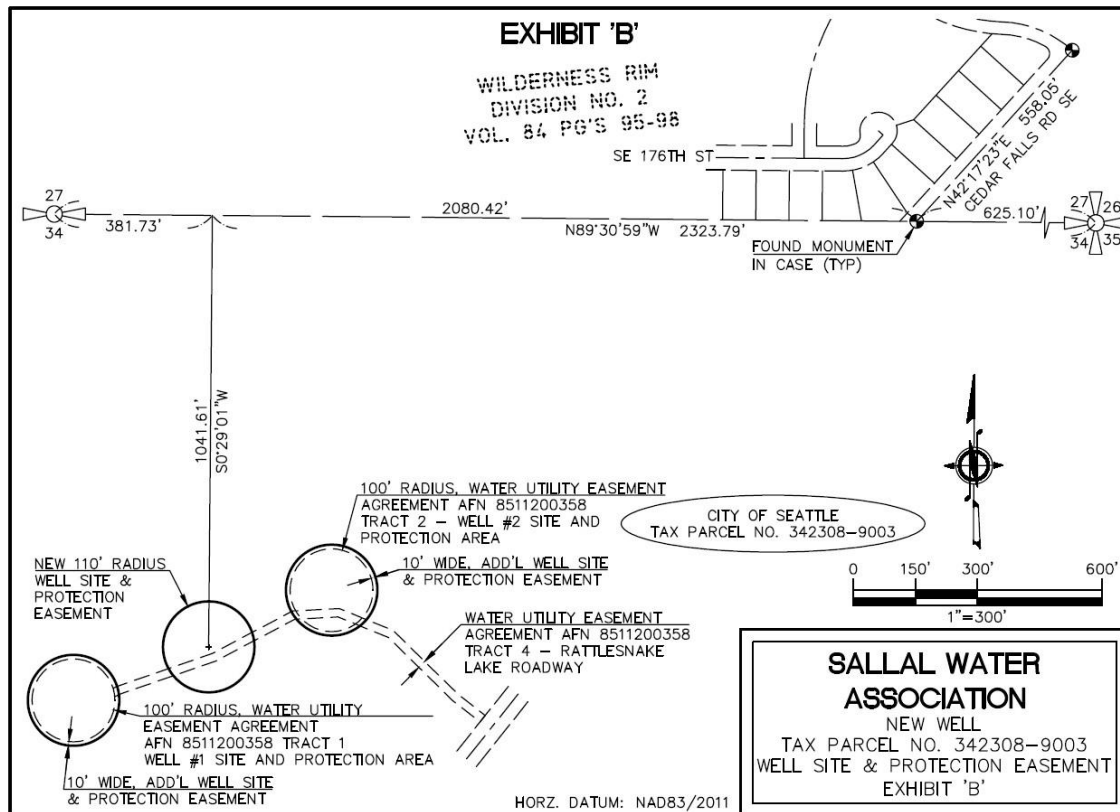 EXHIBIT 'B'
WILDERNESS RIM
DIVISION NO. 2
VOL. 84 PG'S 95-98
SE 176TH ST
N42°17'23"E 558.05'
CEDAR FALLS RD SE
27
34
381.73'
2080.42'
N89°30'59"W 2323.79'
625.10'
27
26
34
35
FOUND MONUMENT
IN CASE (TYP)
1041.61'
S0°29'01"W
100' RADIUS, WATER UTILITY EASEMENT
AGREEMENT AFN 8511200358
TRACT 2 – WELL #2 SITE AND
PROTECTION AREA
CITY OF SEATTLE
TAX PARCEL NO. 342308–9003
10' WIDE, ADD'L WELL SITE
& PROTECTION EASEMENT
NEW 110' RADIUS
WELL SITE &
PROTECTION
EASEMENT
WATER UTILITY EASEMENT
AGREEMENT AFN 8511200358
TRACT 4 – RATTLESNAKE
LAKE ROADWAY
0 150' 300' 600'
1"=300'
100' RADIUS, WATER UTILITY
EASEMENT AGREEMENT
AFN 8511200358 TRACT 1
WELL #1 SITE AND PROTECTION AREA
10' WIDE, ADD'L WELL SITE
& PROTECTION EASEMENT
HORZ. DATUM: NAD83/2011
SALLAL WATER
ASSOCIATION
NEW WELL
TAX PARCEL NO. 342308–9003
WELL SITE & PROTECTION EASEMENT
EXHIBIT 'B'